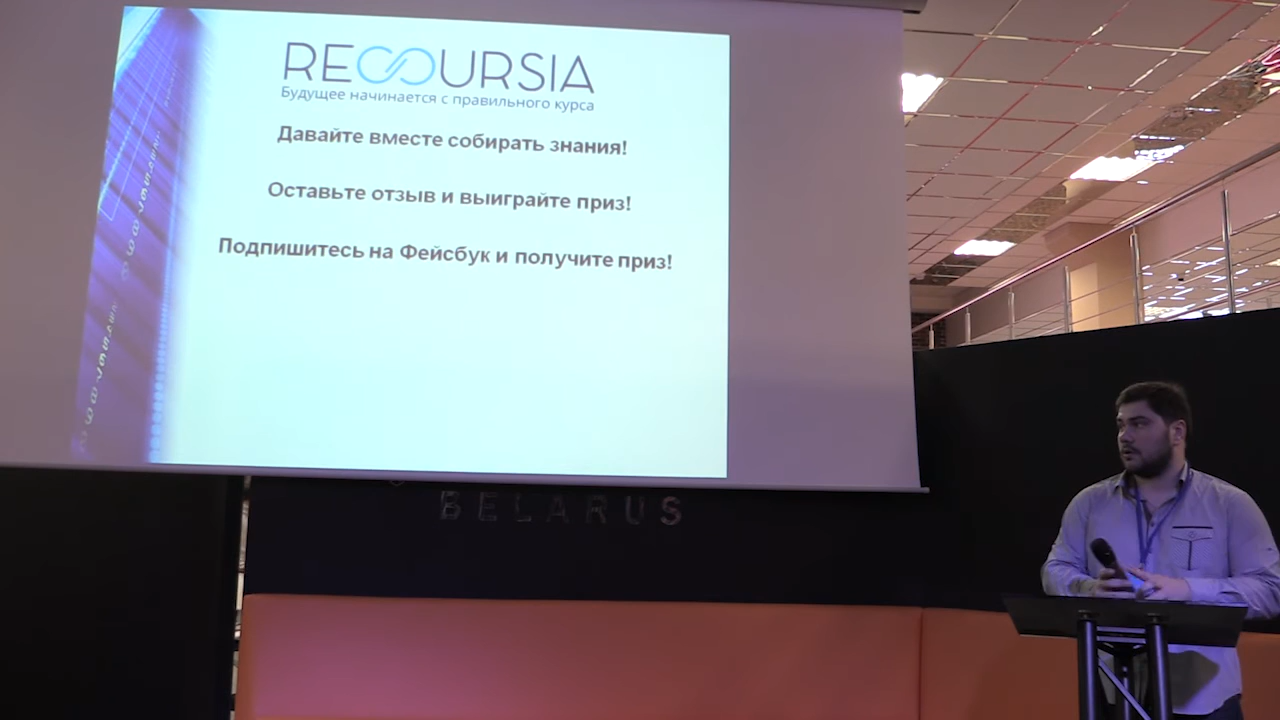 RECOURSIA
Будущее начинается с правильного курса
Давайте вместе собирать знания!
Оставьте отзыв и выиграйте приз!
Подпишитесь на Фейсбук и получите приз!
BELARUS